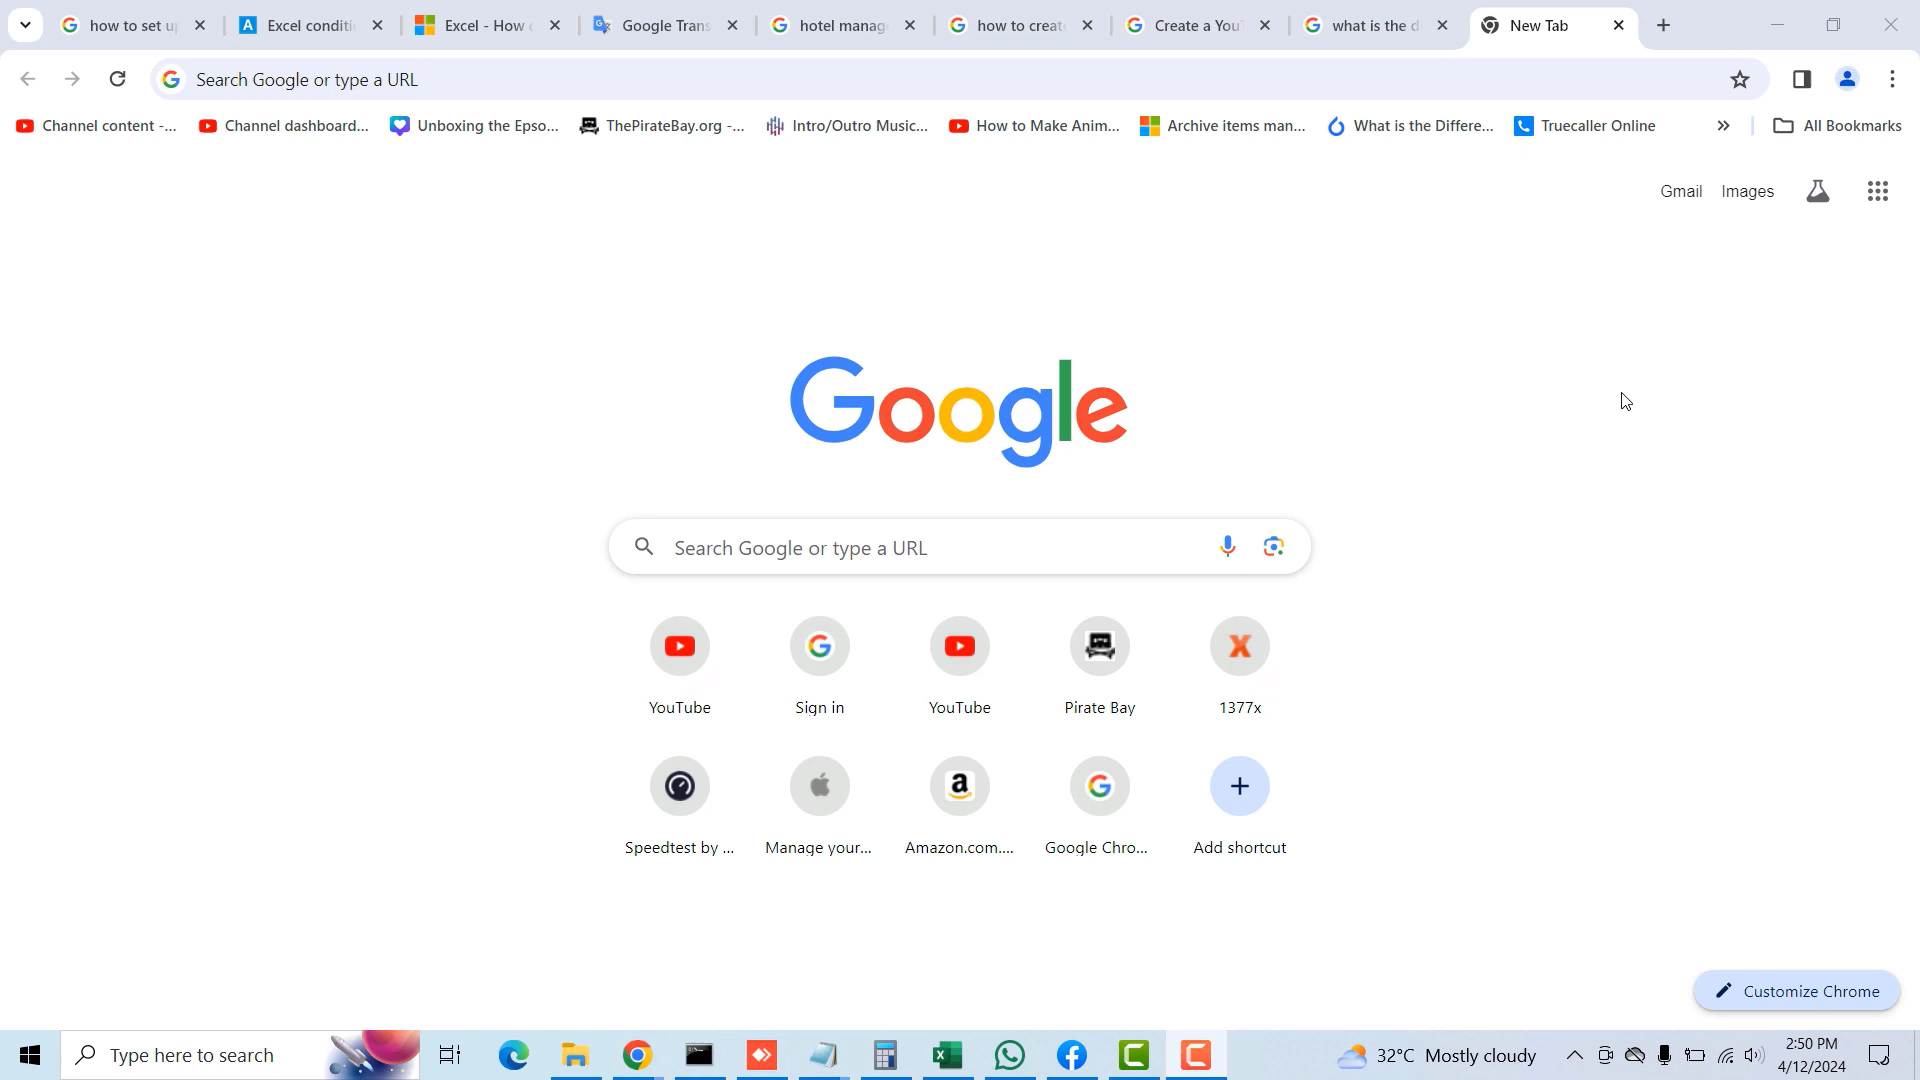 how to set u
Excel conditi
Excel - How
Google Trans
hotel manag
how to creat
Create a You
what is the d
New Tab
Search Google or type a URL
Channel content -...
Channel dashboard...
Unboxing the Epso...
ThePirateBay.org -...
Intro/Outro Music...
How to Make Anim...
Archive items man...
What is the Differe...
Truecaller Online
All Bookmarks
Gmail
Images
Google
Search Google or type a URL
YouTube
Sign in
YouTube
Pirate Bay
1377x
Speedtest by ...
Manage your...
Amazon.com....
Google Chro...
Add shortcut
Customize Chrome
Type here to search
32°C Mostly cloudy
2:50 PM
4/12/2024